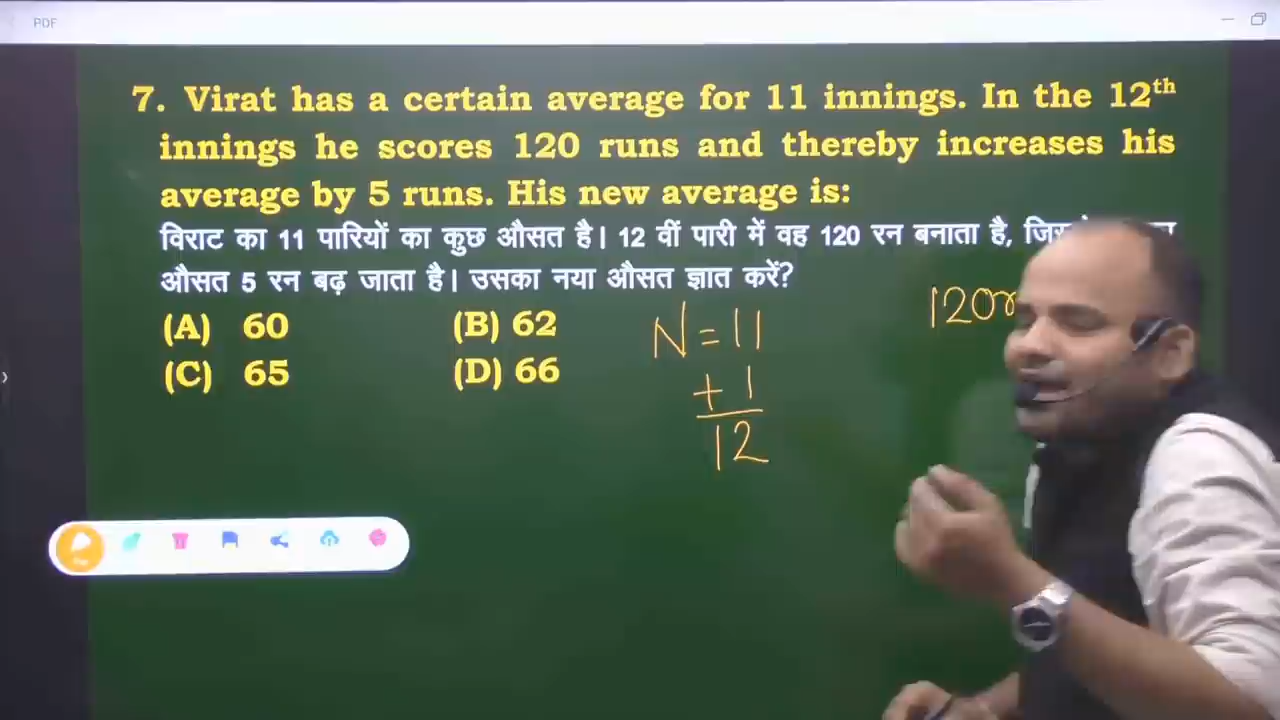 PDF
7. Virat has a certain average for 11 innings. In the 12th
innings he scores 120 runs and thereby increases his
average by 5 runs. His new average is:
विराट का 11 पारियों का कुछ औसत है। 12 वीं पारी में वह 120 रन बनाता है,
औसत 5 रन बढ़ जाता है। उसका नया औसत ज्ञात करें?
(A) 60 (B) 62
(C) 65 (D) 66
N = 11
+ 1
12
120